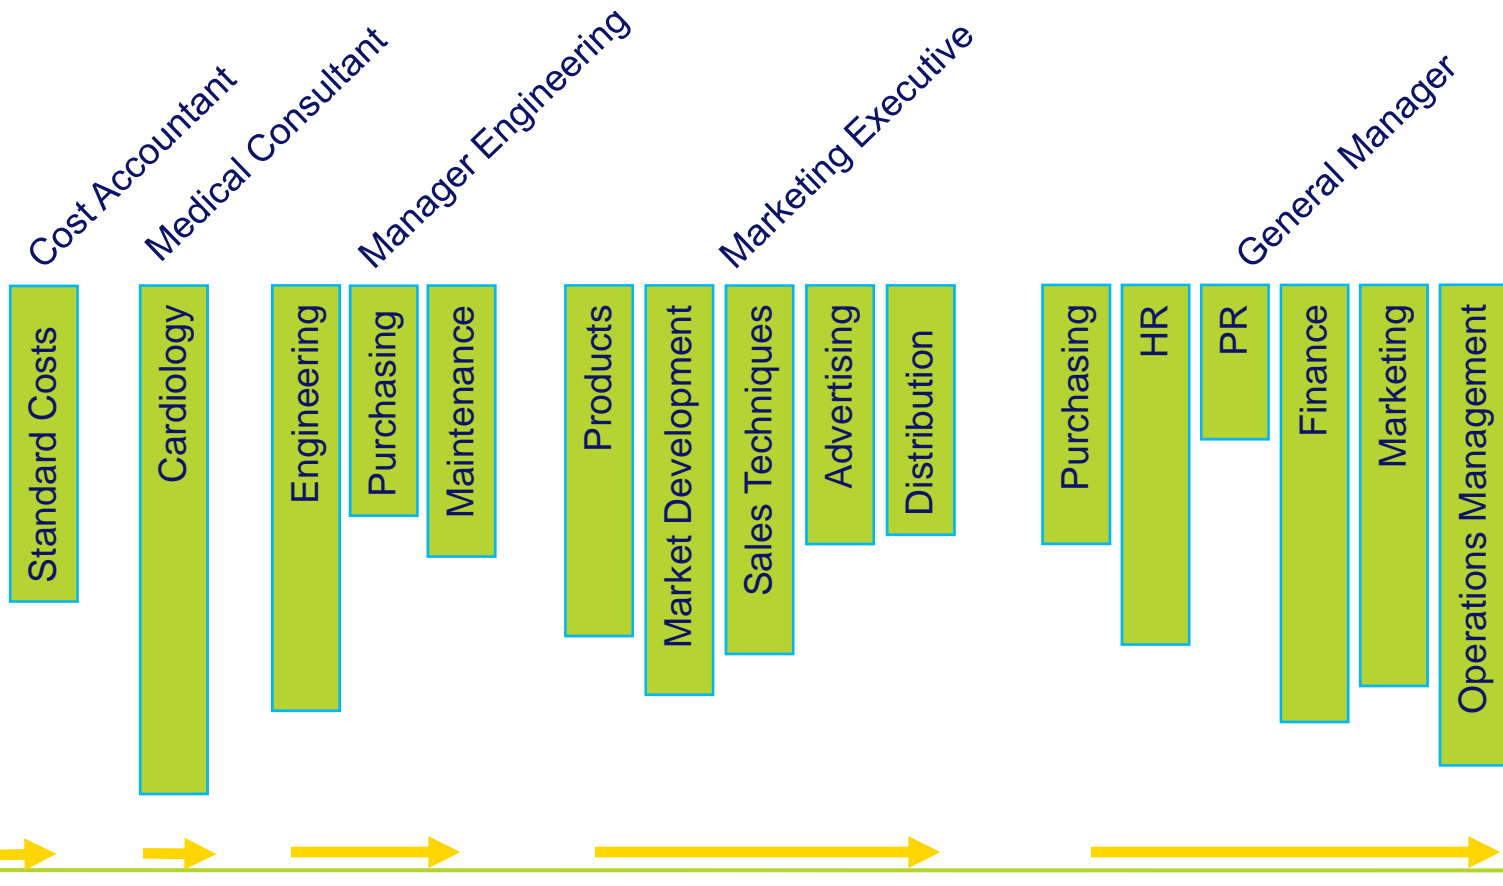 Cost Accountant
Medical Consultant
Manager Engineering
Marketing Executive
General Manager
Standard Costs
Cardiology
Engineering
Purchasing
Maintenance
Products
Market Development
Sales Techniques
Advertising
Distribution
Purchasing
HR
PR
Finance
Marketing
Operations Management